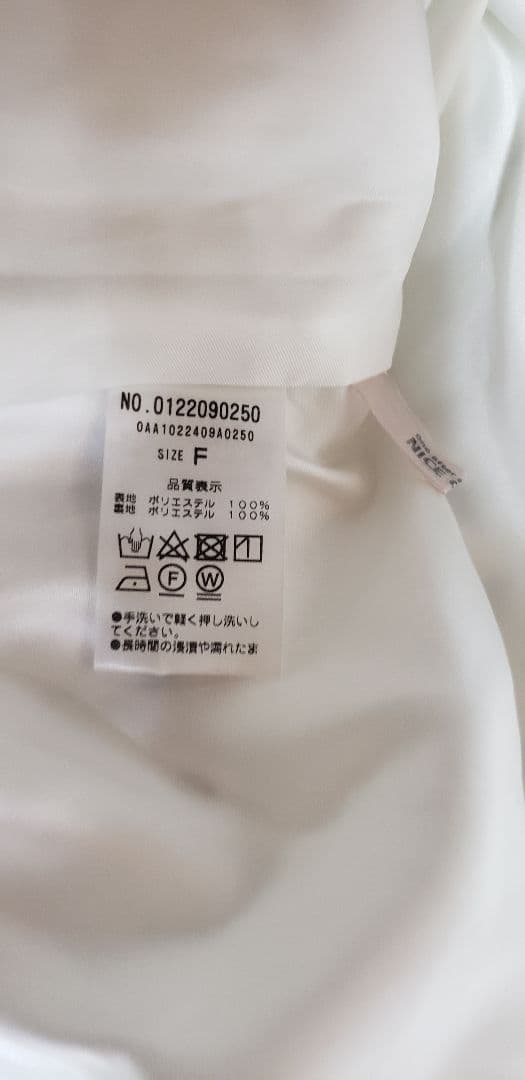 NO.0122090250
0AA1022409A0250
SIZE F
品質表示
表地 ポリエステル 100%
裏地 ポリエステル 100%
F W
●手洗いで軽く押し洗いし
てください。
●長時間の浸漬や濡れたま
NICE